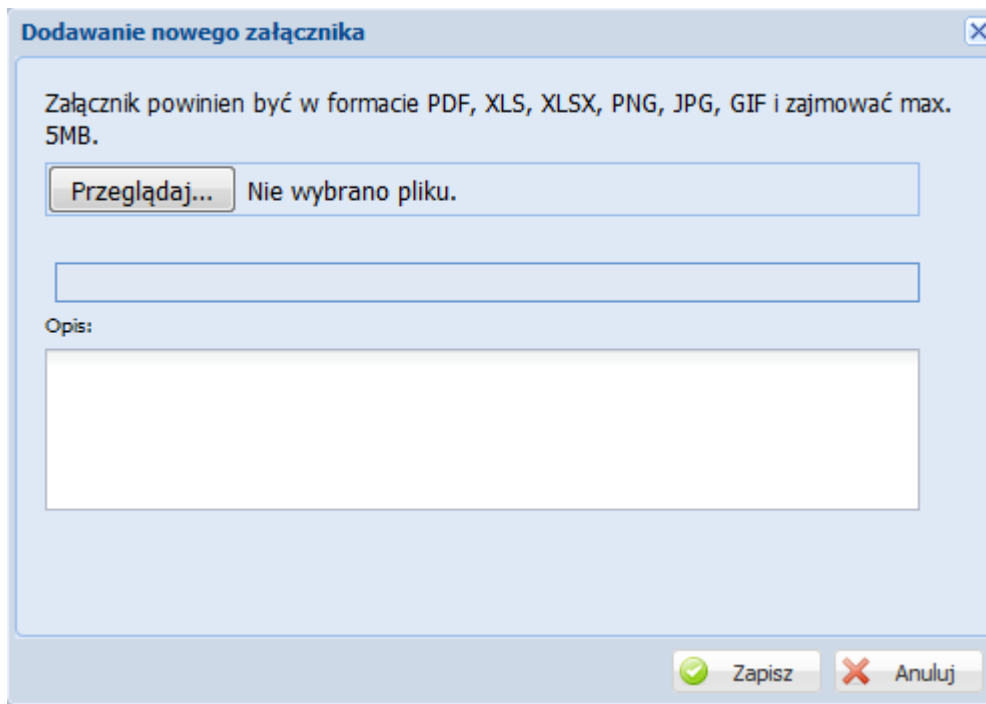 Dodawanie nowego załącznika
Załącznik powinien być w formacie PDF, XLS, XLSX, PNG, JPG, GIF i zajmować max.
5MB.
Przeglądaj... Nie wybrano pliku.
Opis:
Zapisz Anuluj